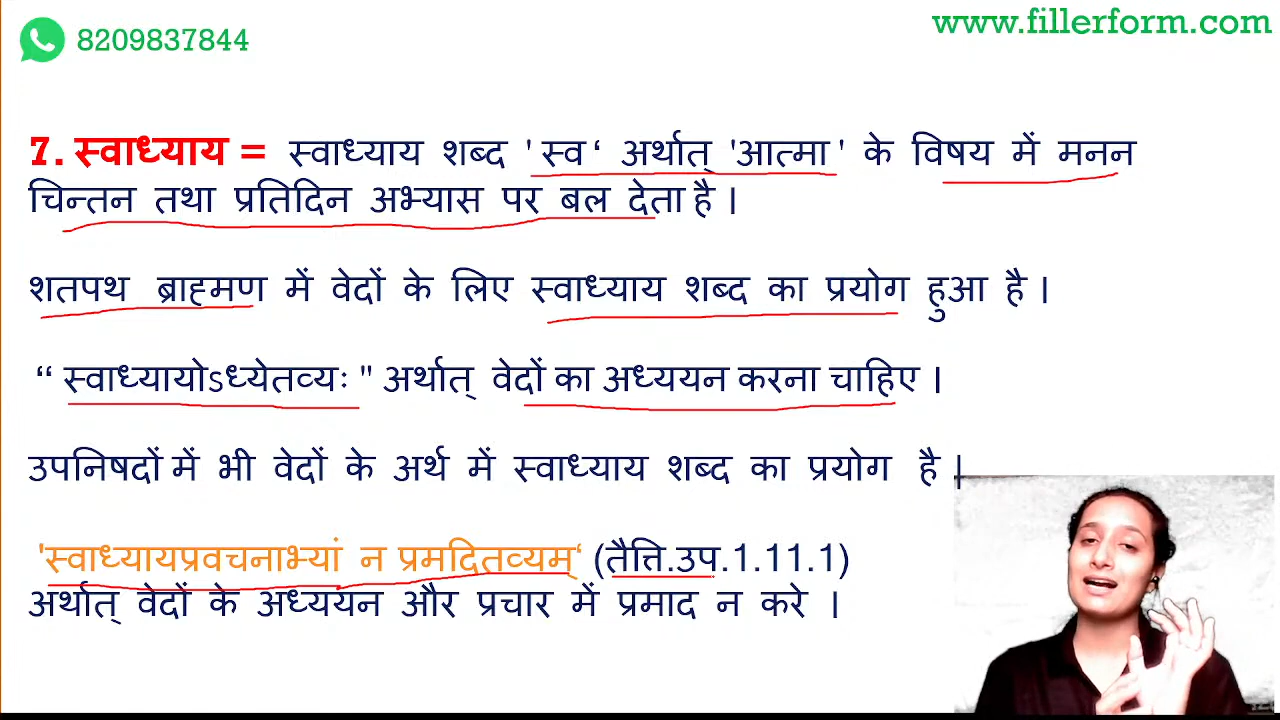 8209837844
www.fillerform.com
7. स्वाध्याय = स्वाध्याय शब्द ' स्व‘ अर्थात् 'आत्मा ' के विषय में मनन
चिन्तन तथा प्रतिदिन अभ्यास पर बल देता है ।
शतपथ ब्राह्मण में वेदों के लिए स्वाध्याय शब्द का प्रयोग हुआ है ।
“ स्वाध्यायोऽध्येतव्यः " अर्थात् वेदों का अध्ययन करना चाहिए ।
उपनिषदों में भी वेदों के अर्थ में स्वाध्याय शब्द का प्रयोग है ।
'स्वाध्यायप्रवचनाभ्यां न प्रमदितव्यम्‘ (तैत्ति.उप.1.11.1)
अर्थात् वेदों के अध्ययन और प्रचार में प्रमाद न करे ।